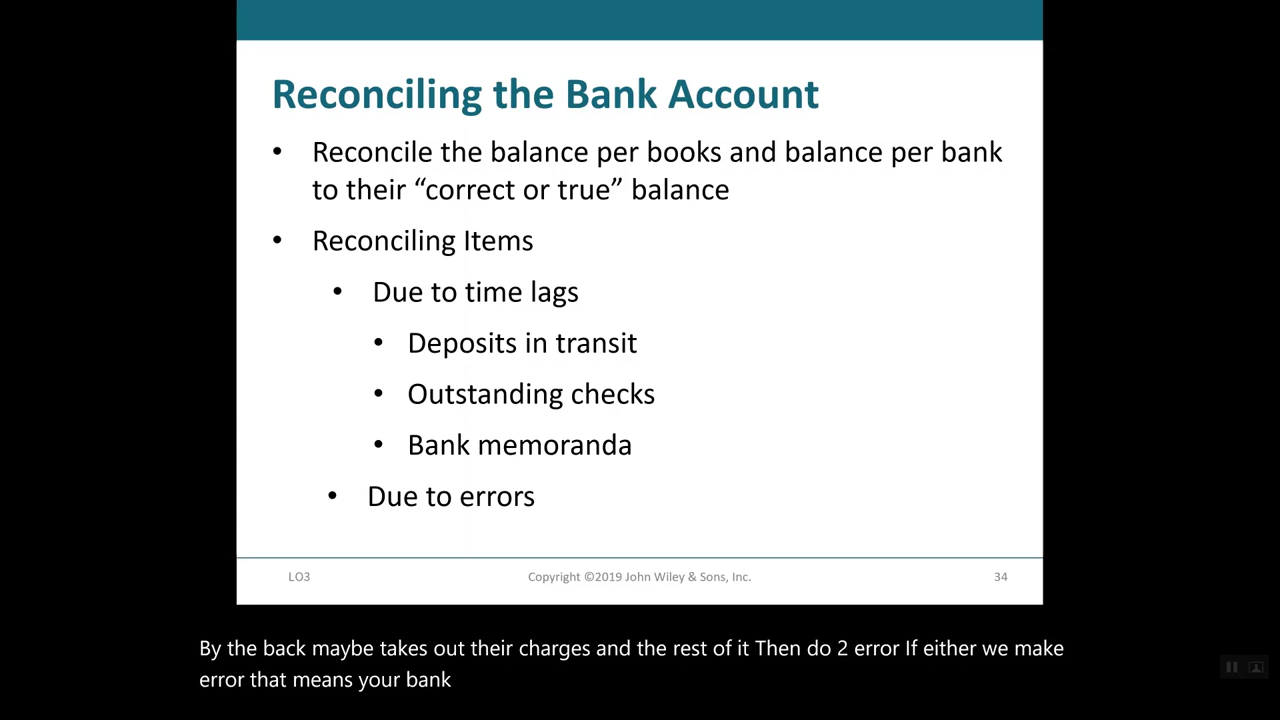 Reconciling the Bank Account
• Reconcile the balance per books and balance per bank
to their “correct or true” balance
• Reconciling Items
• Due to time lags
• Deposits in transit
• Outstanding checks
• Bank memoranda
• Due to errors
LO3 Copyright ©2019 John Wiley & Sons, Inc. 34
By the back maybe takes out their charges and the rest of it Then do 2 error If either we make
error that means your bank